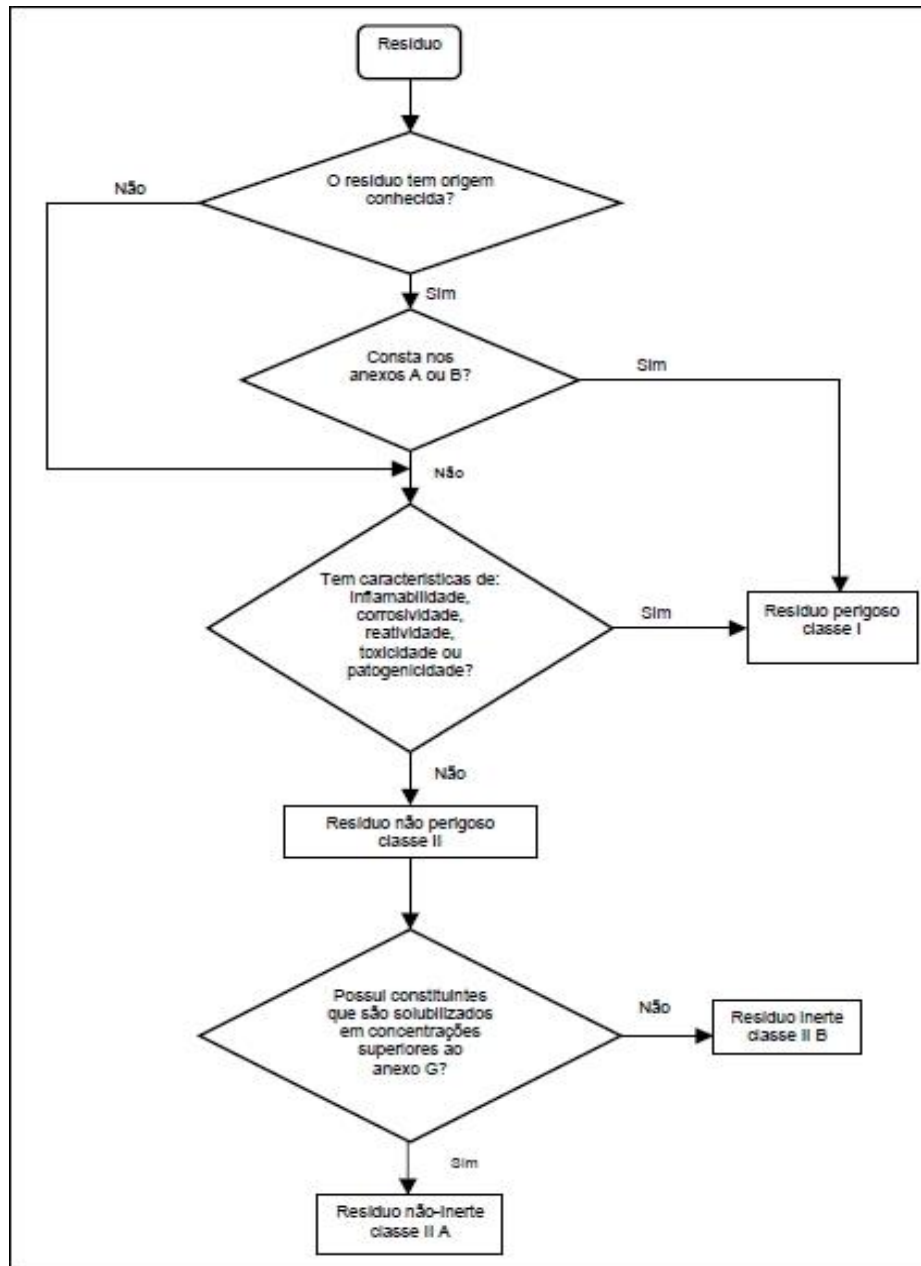 Resíduo
O resíduo tem origem
conhecida?
Não
Sim
Consta nos
anexos A ou B?
Sim
Não
Tem características de:
inflamabilidade,
corrosividade,
reatividade,
toxicidade ou
patogenicidade?
Sim
Resíduo perigoso
classe I
Não
Resíduo não perigoso
classe II
Possui constituintes
que são solubilizados
em concentrações
superiores ao
anexo G?
Não
Resíduo inerte
classe II B
Sim
Resíduo não-inerte
classe II A